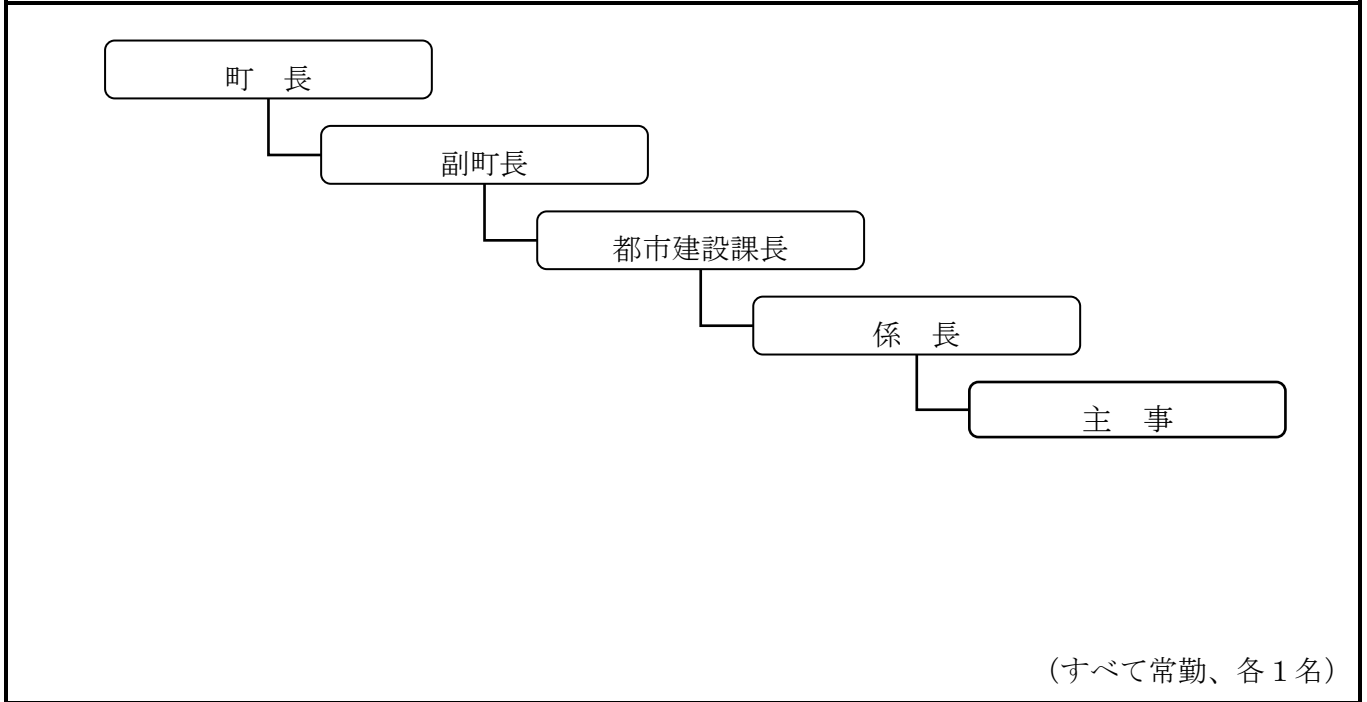 町　長
副町長
都市建設課長
係　長
主　事
（すべて常勤、各１名）